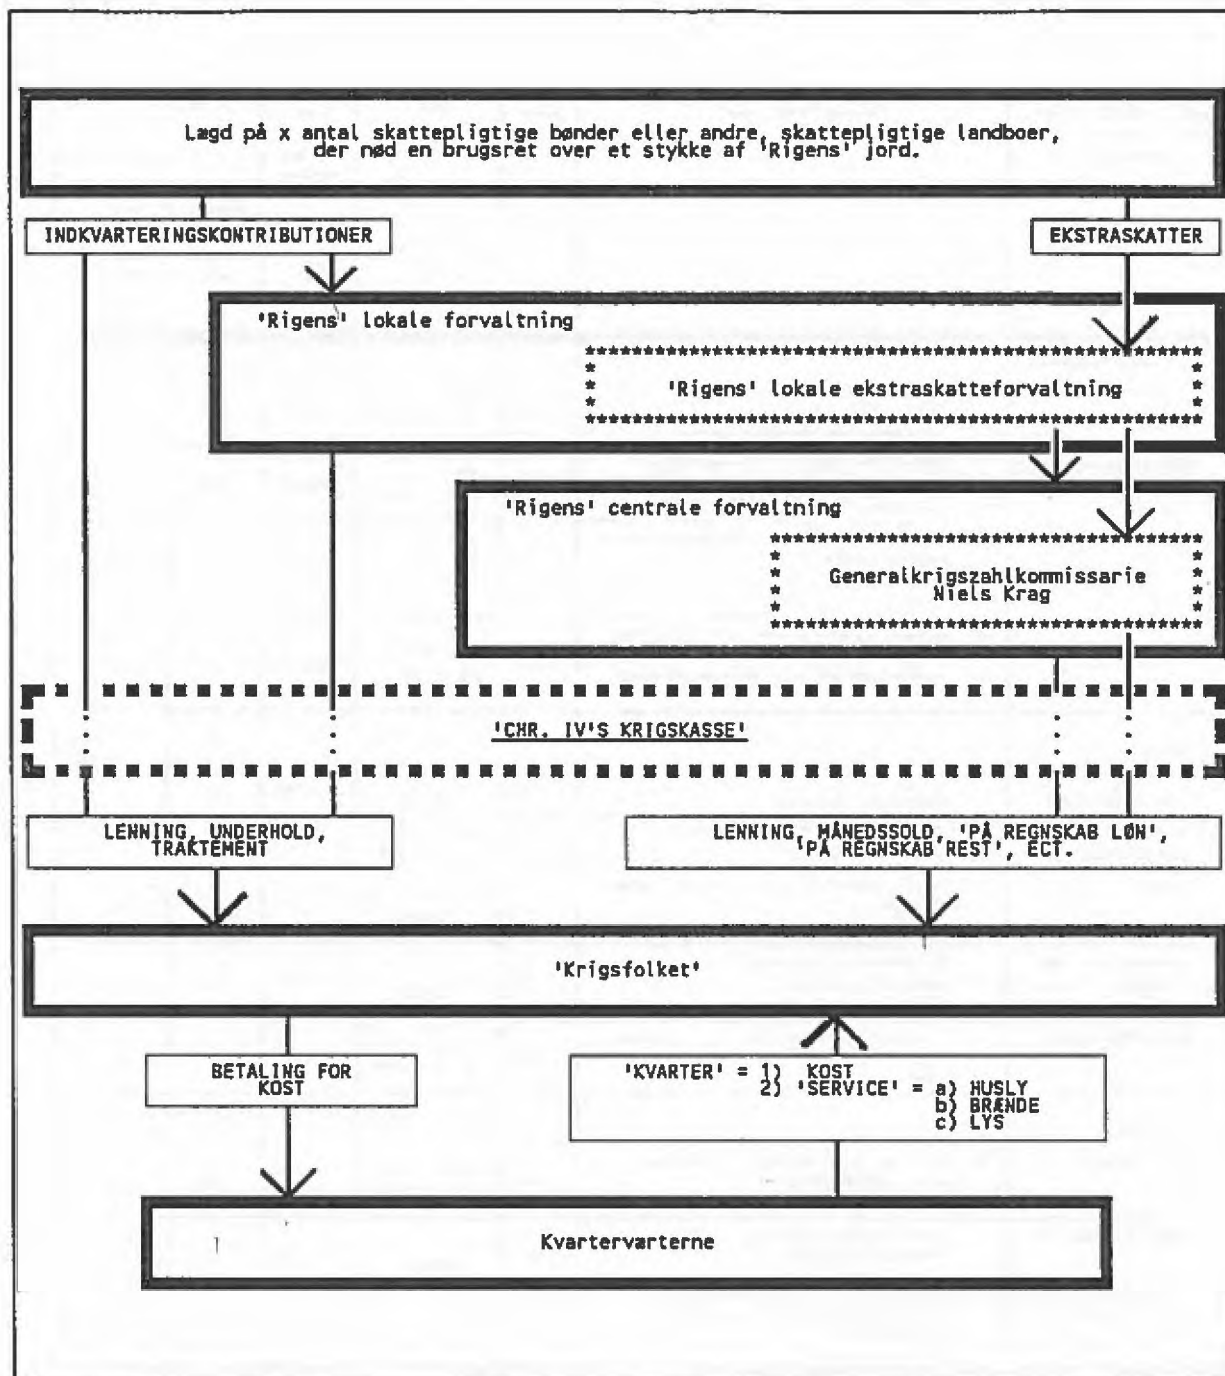 Lægd på x antal skattepligtige bønder eller andre, skattepligtige landboer,
der nød en brugsret over et stykke af 'Rigens' jord.
INDKVARTERINGSKONTRIBUTIONER
EKSTRASKATTER
'Rigens' lokale forvaltning
'Rigens' lokale ekstraskatteforvaltning
'Rigens' centrale forvaltning
Generalkrigszahlkommissarie
Niels Krag
'CHR. IV'S KRIGSKASSE'
LENNING, UNDERHOLD,
TRAKTEMENT
LENNING, MÅNEDSSOLD, 'PÅ REGNSKAB LØN',
'PÅ REGNSKAB REST', ECT.
'Krigsfolket'
BETALING FOR
KOST
'KVARTER' = 1) KOST
2) 'SERVICE' = a) HUSLY
b) BRÆNDE
c) LYS
Kvarterværterne